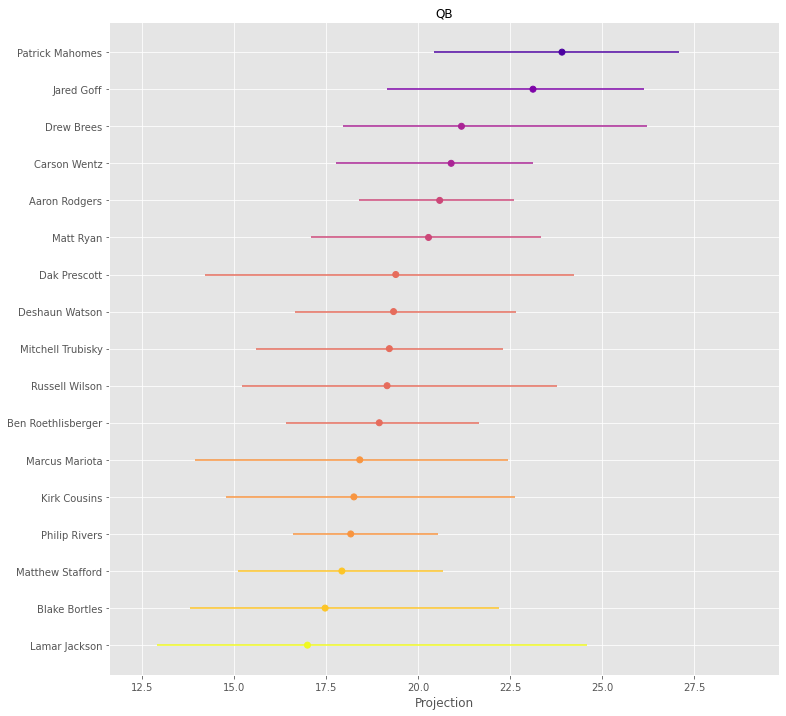 QB
Patrick Mahomes
Jared Goff
Drew Brees
Carson Wentz
Aaron Rodgers
Matt Ryan
Dak Prescott
Deshaun Watson
Mitchell Trubisky
Russell Wilson
Ben Roethlisberger
Marcus Mariota
Kirk Cousins
Philip Rivers
Matthew Stafford
Blake Bortles
Lamar Jackson
12.5 15.0 17.5 20.0 22.5 25.0 27.5
Projection